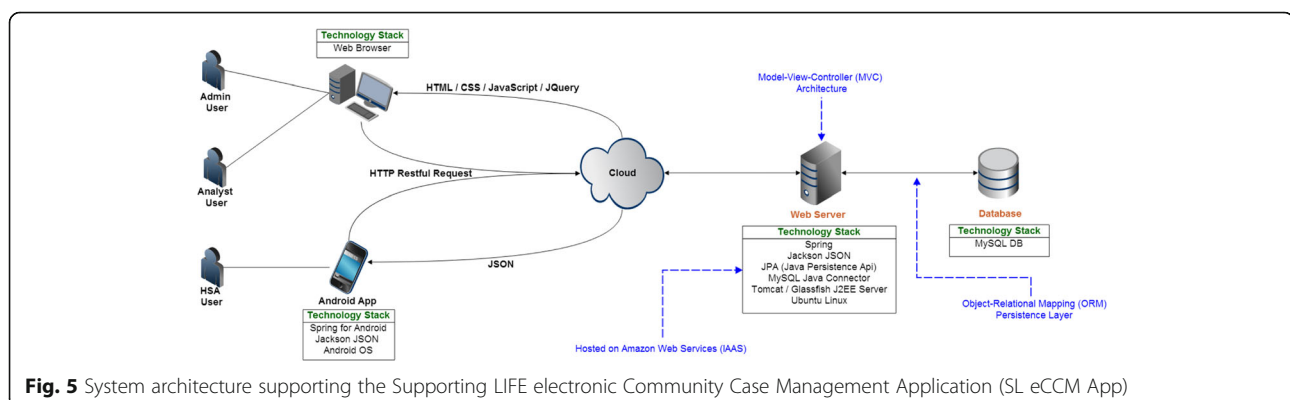 Technology Stack
Web Browser
Admin
User
HTML / CSS / JavaScript / JQuery
Model-View-Controller (MVC)
Architecture
Analyst
User
HTTP Restful Request
Cloud
Web Server
Technology Stack
Spring
Jackson JSON
JPA (Java Persistence Api)
MySQL Java Connector
Tomcat / Glassfish J2EE Server
Ubuntu Linux
Database
Technology Stack
MySQL DB
HSA
User
JSON
Android App
Technology Stack
Spring for Android
Jackson JSON
Android OS
Object-Relational Mapping (ORM)
Persistence Layer
Hosted on Amazon Web Services (IAAS)
Fig. 5 System architecture supporting the Supporting LIFE electronic Community Case Management Application (SL eCCM App)